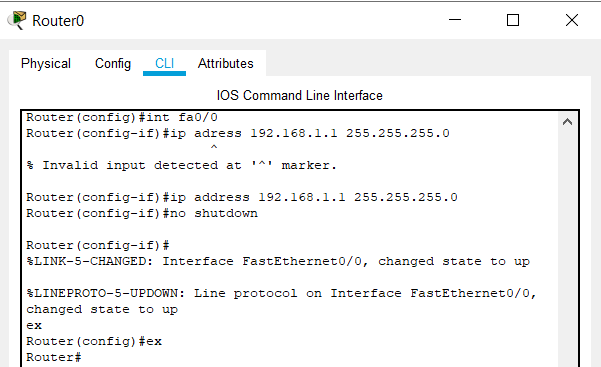 Router0
Physical Config CLI Attributes
IOS Command Line Interface
Router(config)#int fa0/0
Router(config-if)#ip adress 192.168.1.1 255.255.255.0
^
% Invalid input detected at '^' marker.
Router(config-if)#ip address 192.168.1.1 255.255.255.0
Router(config-if)#no shutdown
Router(config-if)#
%LINK-5-CHANGED: Interface FastEthernet0/0, changed state to up
%LINEPROTO-5-UPDOWN: Line protocol on Interface FastEthernet0/0,
changed state to up
ex
Router(config)#ex
Router#